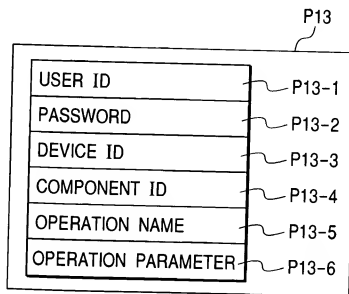 P13
USER ID P13-1
PASSWORD P13-2
DEVICE ID P13-3
COMPONENT ID P13-4
OPERATION NAME P13-5
OPERATION PARAMETER P13-6